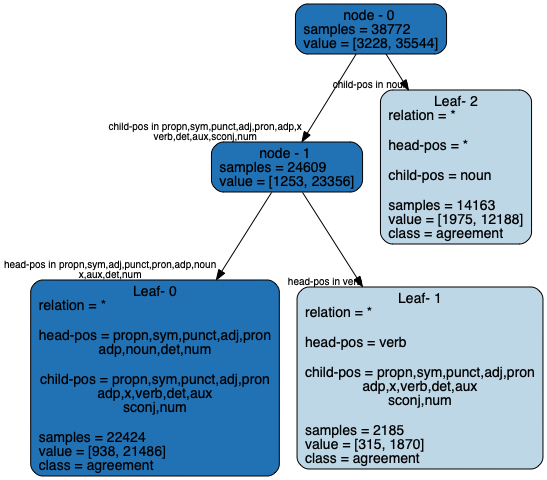 node - 0
samples = 38772
value = [3228, 35544]
child-pos in noun
child-pos in propn,sym,punct,adj,pron,adp,x
verb,det,aux,sconj,num
Leaf- 2
relation = *
head-pos = *
child-pos = noun
samples = 14163
value = [1975, 12188]
class = agreement
node - 1
samples = 24609
value = [1253, 23356]
head-pos in propn,sym,adj,punct,pron,adp,noun
x,aux,det,num
head-pos in verb
Leaf- 0
relation = *
head-pos = propn,sym,punct,adj,pron
adp,noun,det,num
child-pos = propn,sym,punct,adj,pron
adp,x,verb,det,aux
sconj,num
samples = 22424
value = [938, 21486]
class = agreement
Leaf- 1
relation = *
head-pos = verb
child-pos = propn,sym,punct,adj,pron
adp,x,verb,det,aux
sconj,num
samples = 2185
value = [315, 1870]
class = agreement